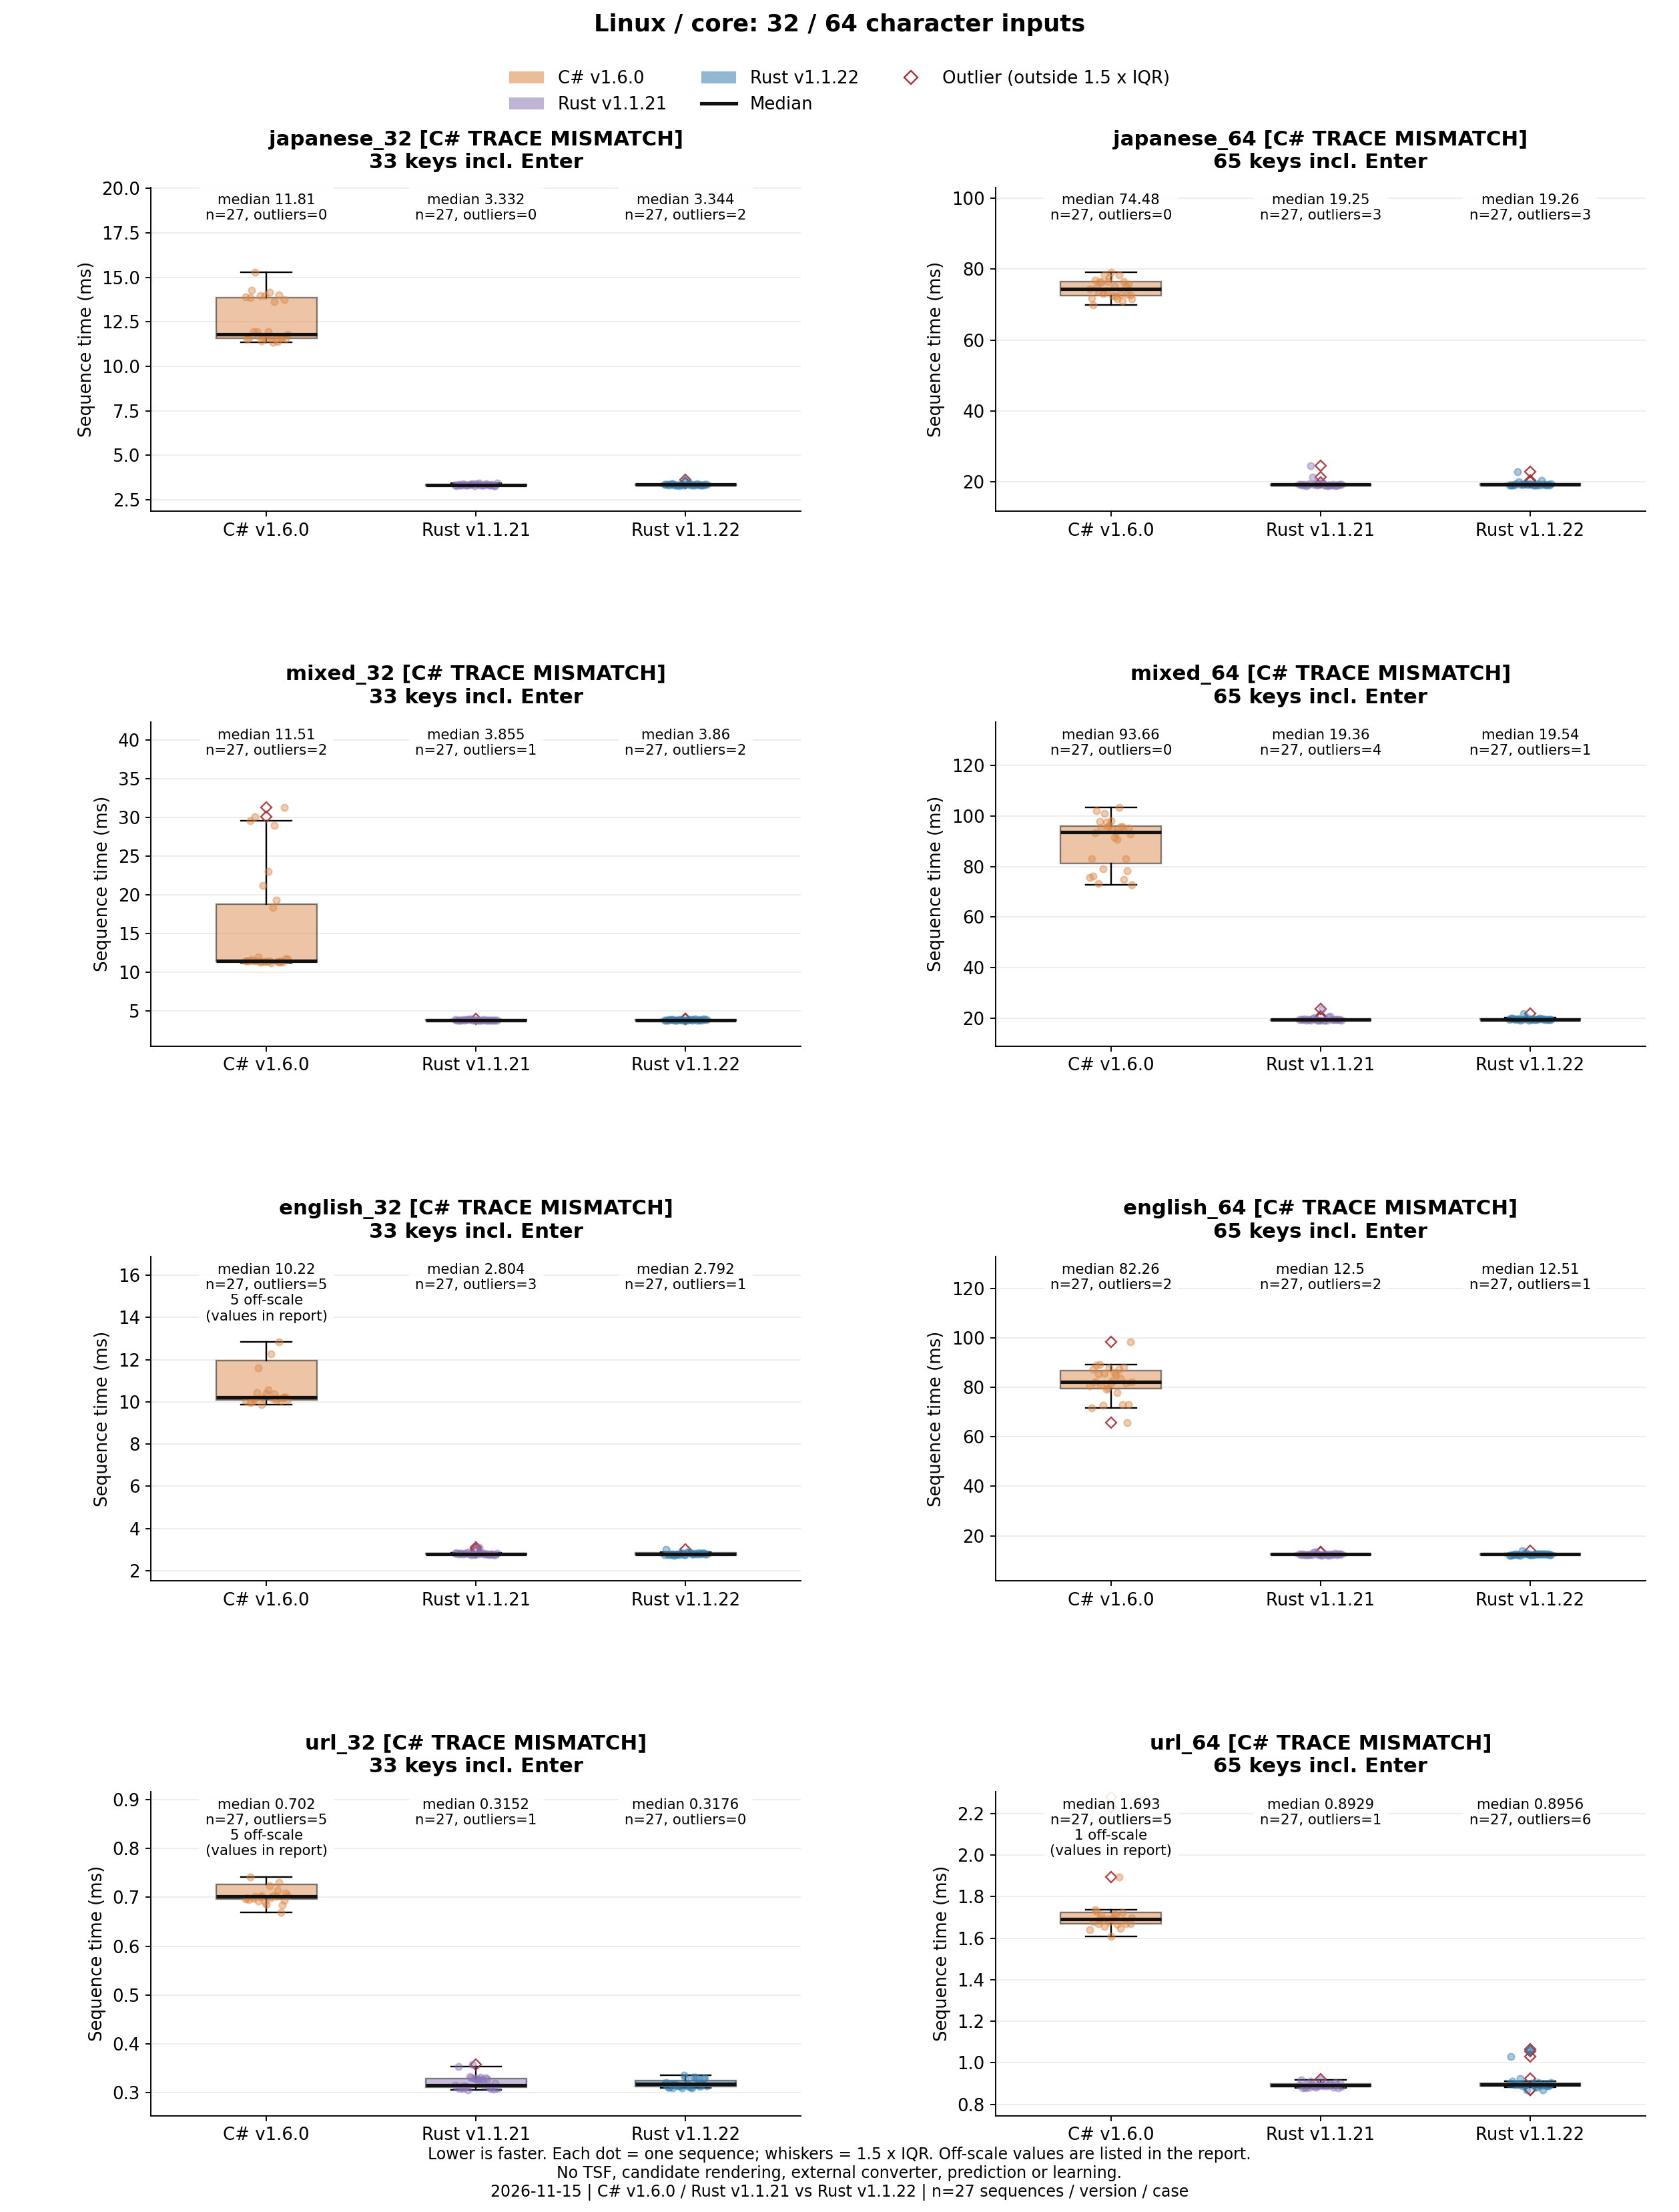 Linux / core: 32 / 64 character inputs
C# v1.6.0
Rust v1.1.21
Rust v1.1.22
Median
Outlier (outside 1.5 x IQR)
japanese_32 [C# TRACE MISMATCH]
33 keys incl. Enter
median 11.81
n=27, outliers=0
median 3.332
n=27, outliers=0
median 3.344
n=27, outliers=2
Sequence time (ms)
20.0
17.5
15.0
12.5
10.0
7.5
5.0
2.5
C# v1.6.0
Rust v1.1.21
Rust v1.1.22
japanese_64 [C# TRACE MISMATCH]
65 keys incl. Enter
median 74.48
n=27, outliers=0
median 19.25
n=27, outliers=3
median 19.26
n=27, outliers=3
Sequence time (ms)
100
80
60
40
20
C# v1.6.0
Rust v1.1.21
Rust v1.1.22
mixed_32 [C# TRACE MISMATCH]
33 keys incl. Enter
median 11.51
n=27, outliers=2
median 3.855
n=27, outliers=1
median 3.86
n=27, outliers=2
Sequence time (ms)
40
35
30
25
20
15
10
5
C# v1.6.0
Rust v1.1.21
Rust v1.1.22
mixed_64 [C# TRACE MISMATCH]
65 keys incl. Enter
median 93.66
n=27, outliers=0
median 19.36
n=27, outliers=4
median 19.54
n=27, outliers=1
Sequence time (ms)
120
100
80
60
40
20
C# v1.6.0
Rust v1.1.21
Rust v1.1.22
english_32 [C# TRACE MISMATCH]
33 keys incl. Enter
median 10.22
n=27, outliers=5
5 off-scale
(values in report)
median 2.804
n=27, outliers=3
median 2.792
n=27, outliers=1
Sequence time (ms)
16
14
12
10
8
6
4
2
C# v1.6.0
Rust v1.1.21
Rust v1.1.22
english_64 [C# TRACE MISMATCH]
65 keys incl. Enter
median 82.26
n=27, outliers=2
median 12.5
n=27, outliers=2
median 12.51
n=27, outliers=1
Sequence time (ms)
120
100
80
60
40
20
C# v1.6.0
Rust v1.1.21
Rust v1.1.22
url_32 [C# TRACE MISMATCH]
33 keys incl. Enter
median 0.702
n=27, outliers=5
5 off-scale
(values in report)
median 0.3152
n=27, outliers=1
median 0.3176
n=27, outliers=0
Sequence time (ms)
0.9
0.8
0.7
0.6
0.5
0.4
0.3
C# v1.6.0
Rust v1.1.21
Rust v1.1.22
url_64 [C# TRACE MISMATCH]
65 keys incl. Enter
median 1.693
n=27, outliers=5
1 off-scale
(values in report)
median 0.8929
n=27, outliers=1
median 0.8956
n=27, outliers=6
Sequence time (ms)
2.2
2.0
1.8
1.6
1.4
1.2
1.0
0.8
C# v1.6.0
Rust v1.1.21
Rust v1.1.22
Lower is faster. Each dot = one sequence; whiskers = 1.5 x IQR. Off-scale values are listed in the report.
No TSF, candidate rendering, external converter, prediction or learning.
2026-11-15 | C# v1.6.0 / Rust v1.1.21 vs Rust v1.1.22 | n=27 sequences / version / case